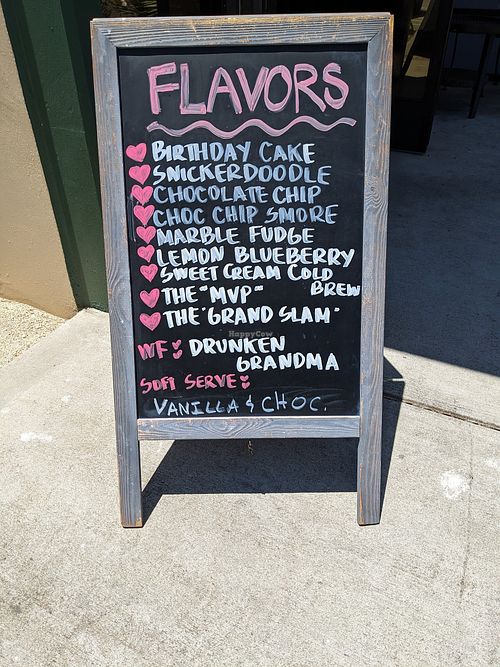 FLAVORS
BIRTHDAY CAKE
SNICKERDOODLE
CHOCOLATE CHIP
CHOC CHIP SMORE
MARBLE FUDGE
LEMON BLUEBERRY
SWEET CREAM COLD
BREW
THE "MVP"
THE "GRAND SLAM"
WF: DRUNKEN
GRANDMA
SOFT SERVE:
VANILLA & CHOC.
HappyCow